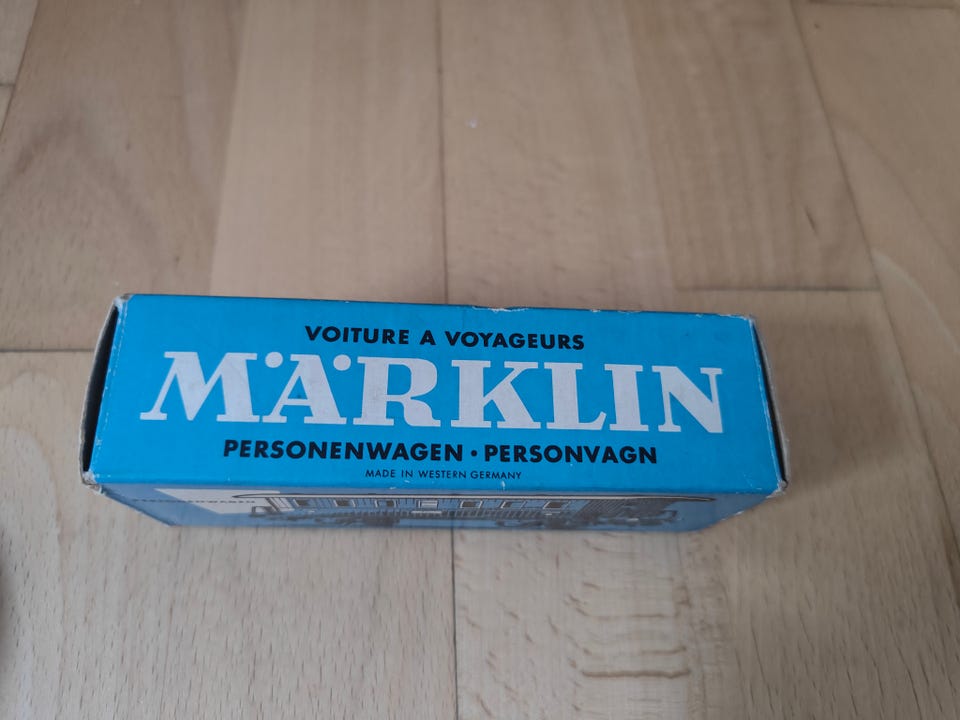 VOITURE A VOYAGEURS
MÄRKLIN
PERSONENWAGEN · PERSONVAGN
MADE IN WESTERN GERMANY